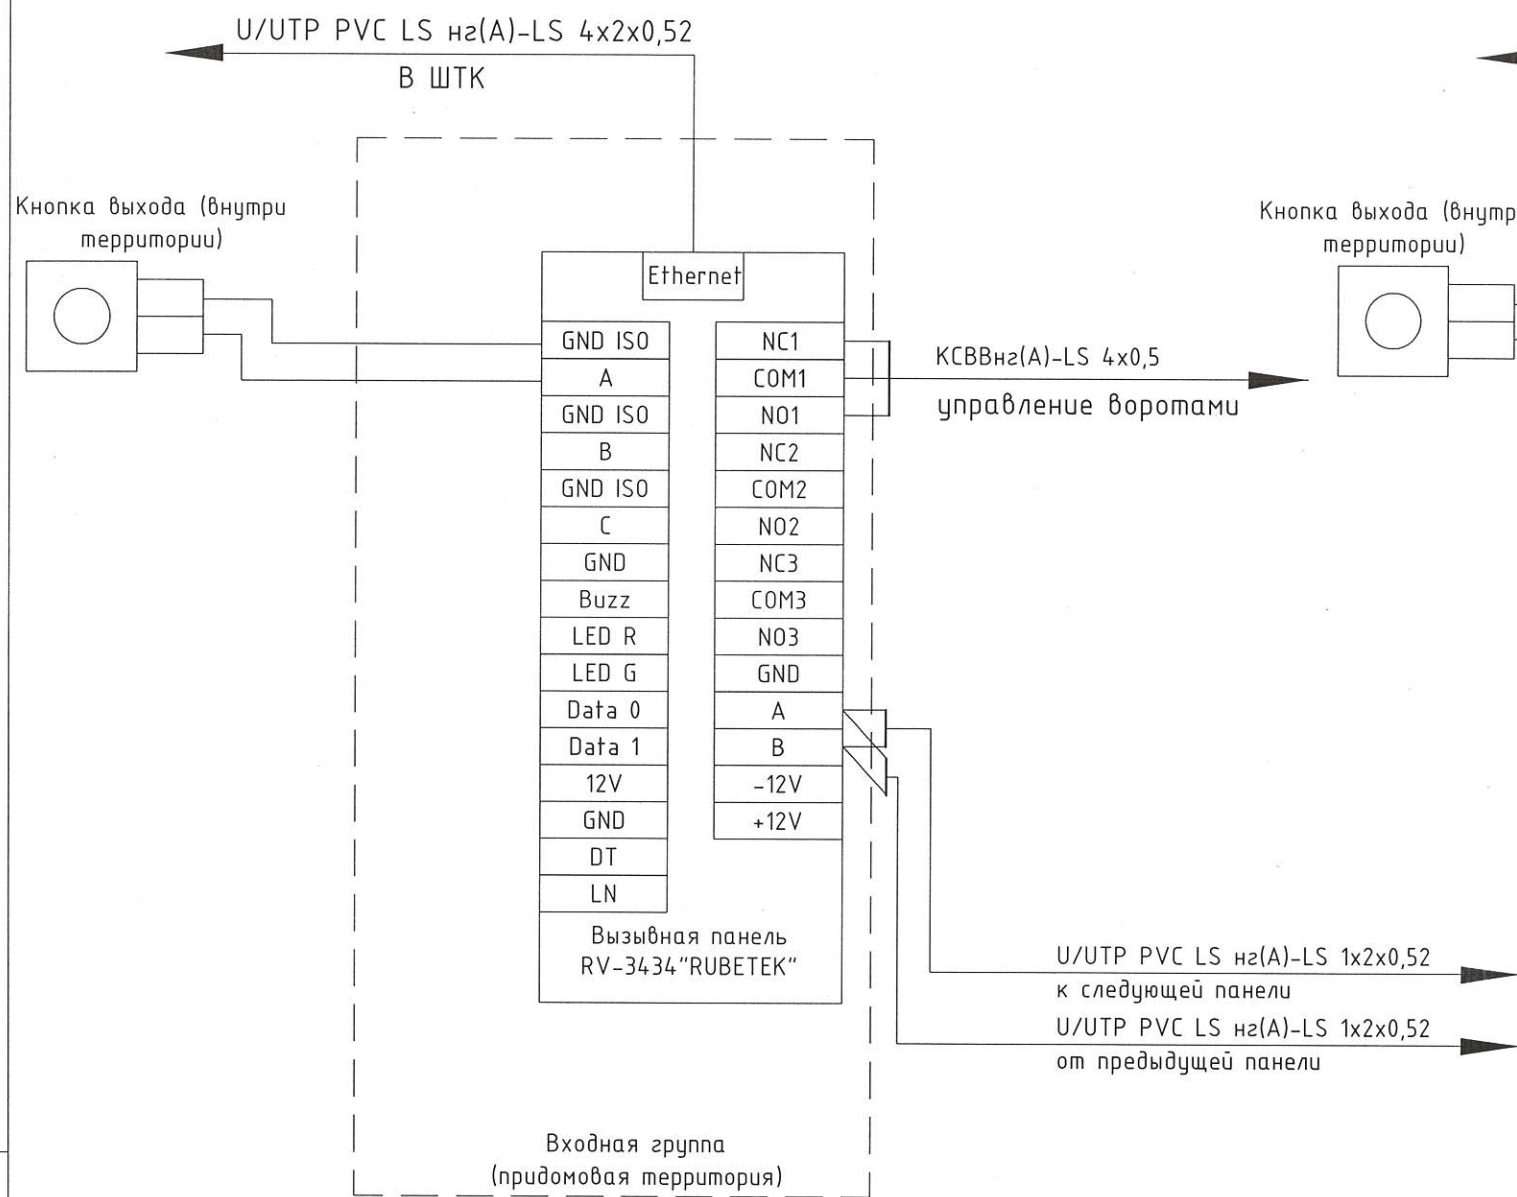 U/UTP PVC LS нг(А)-LS 4х2х0,52
В ШТК
Кнопка выхода (внутри
территории)
Ethernet
GND ISO
A
GND ISO
B
GND ISO
C
GND
Buzz
LED R
LED G
Data 0
Data 1
12V
GND
DT
LN
NC1
COM1
NO1
NC2
COM2
NO2
NC3
COM3
NO3
GND
A
B
-12V
+12V
Вызывная панель
RV-3434"RUBETEK"
КСВВнг(А)-LS 4х0,5
управление воротами
Кнопка выхода (внутр
территории)
U/UTP PVC LS нг(А)-LS 1х2х0,52
к следующей панели
U/UTP PVC LS нг(А)-LS 1х2х0,52
от предыдущей панели
Входная группа
(придомовая территория)